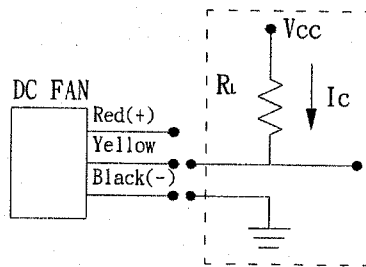 Vcc
DC FAN
RL
Ic
Red(+)
Yellow
Black(-)